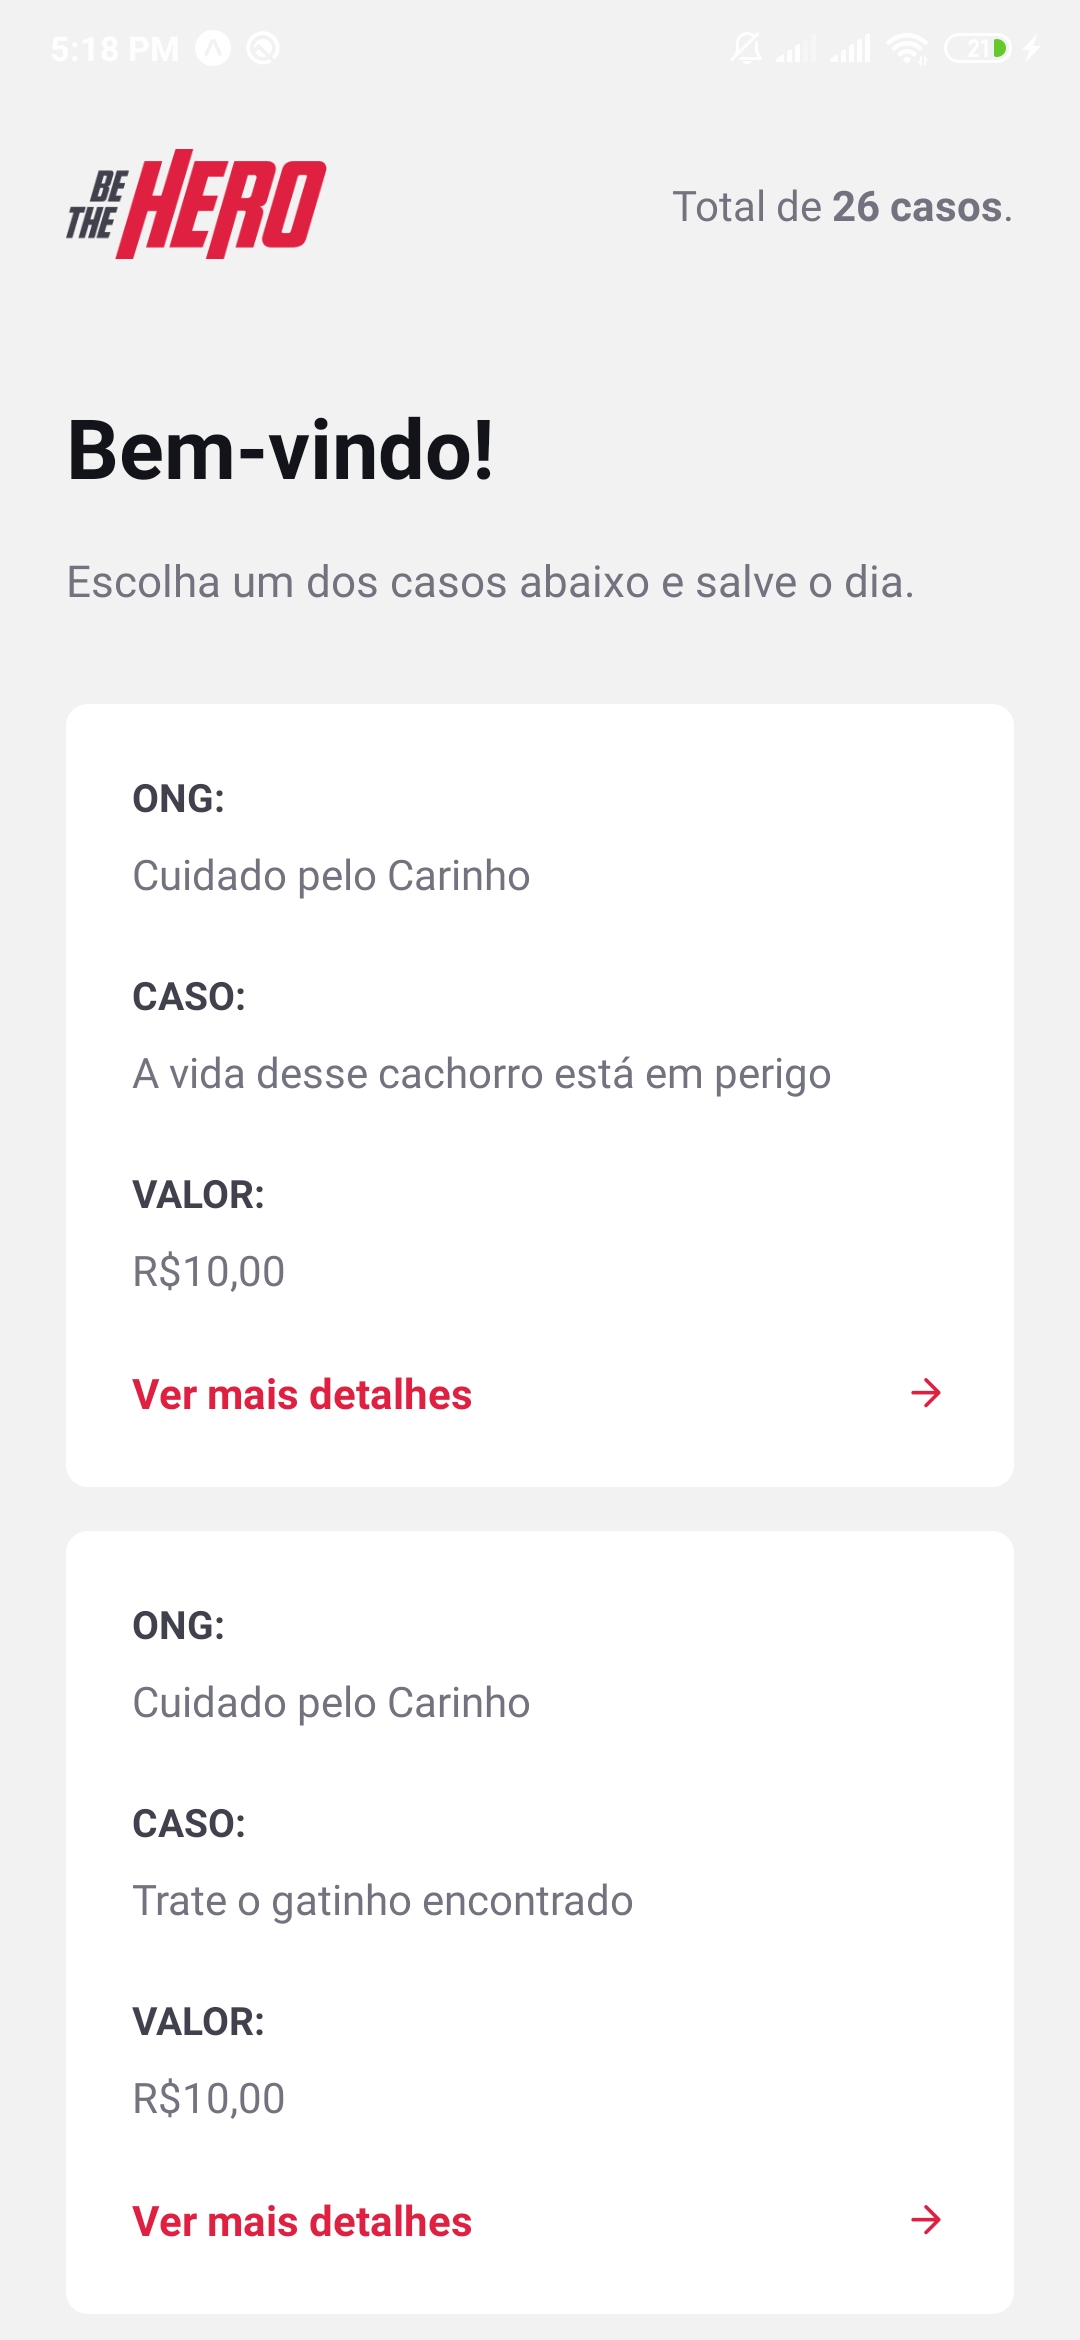 5:18 PM 21
BE THE HERO
Total de 26 casos.
Bem-vindo!
Escolha um dos casos abaixo e salve o dia.
ONG:
Cuidado pelo Carinho
CASO:
A vida desse cachorro está em perigo
VALOR:
R$10,00
Ver mais detalhes
ONG:
Cuidado pelo Carinho
CASO:
Trate o gatinho encontrado
VALOR:
R$10,00
Ver mais detalhes